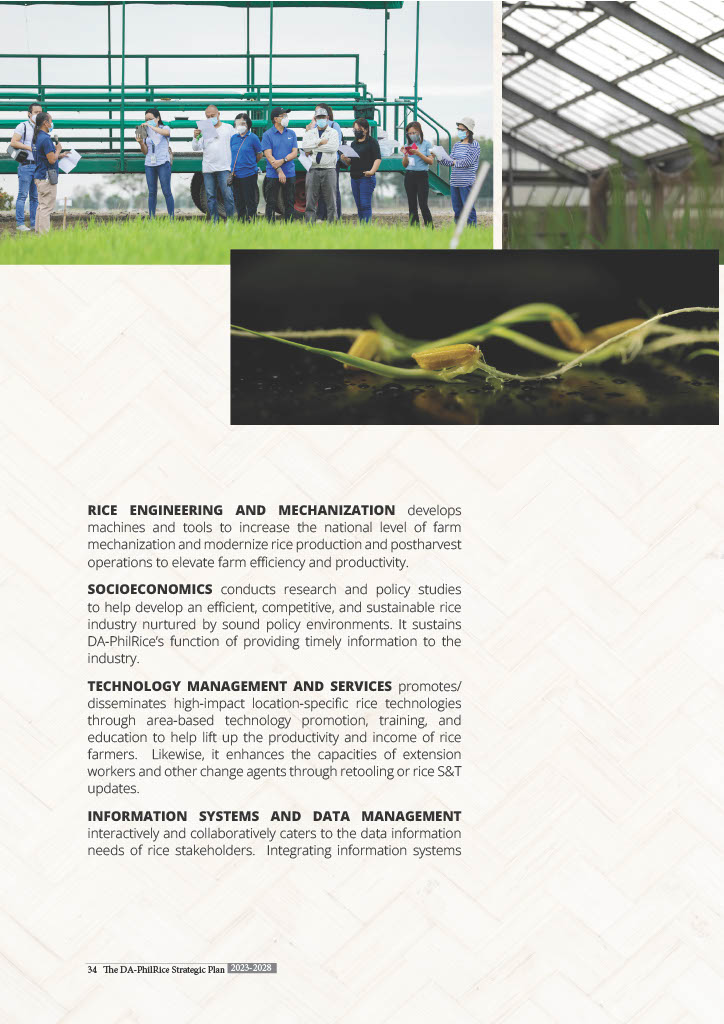 RICE ENGINEERING AND MECHANIZATION develops
machines and tools to increase the national level of farm
mechanization and modernize rice production and postharvest
operations to elevate farm efficiency and productivity.
SOCIOECONOMICS conducts research and policy studies
to help develop an efficient, competitive, and sustainable rice
industry nurtured by sound policy environments. It sustains
DA-PhilRice's function of providing timely information to the
industry.
TECHNOLOGY MANAGEMENT AND SERVICES promotes/
disseminates high-impact location-specific rice technologies
through area-based technology promotion, training, and
education to help lift up the productivity and income of rice
farmers.  Likewise, it enhances the capacities of extension
workers and other change agents through retooling or rice S&T
updates.
INFORMATION SYSTEMS AND DATA MANAGEMENT
interactively and collaboratively caters to the data information
needs of rice stakeholders.  Integrating information systems
34 The DA-PhilRice Strategic Plan 2023-2028